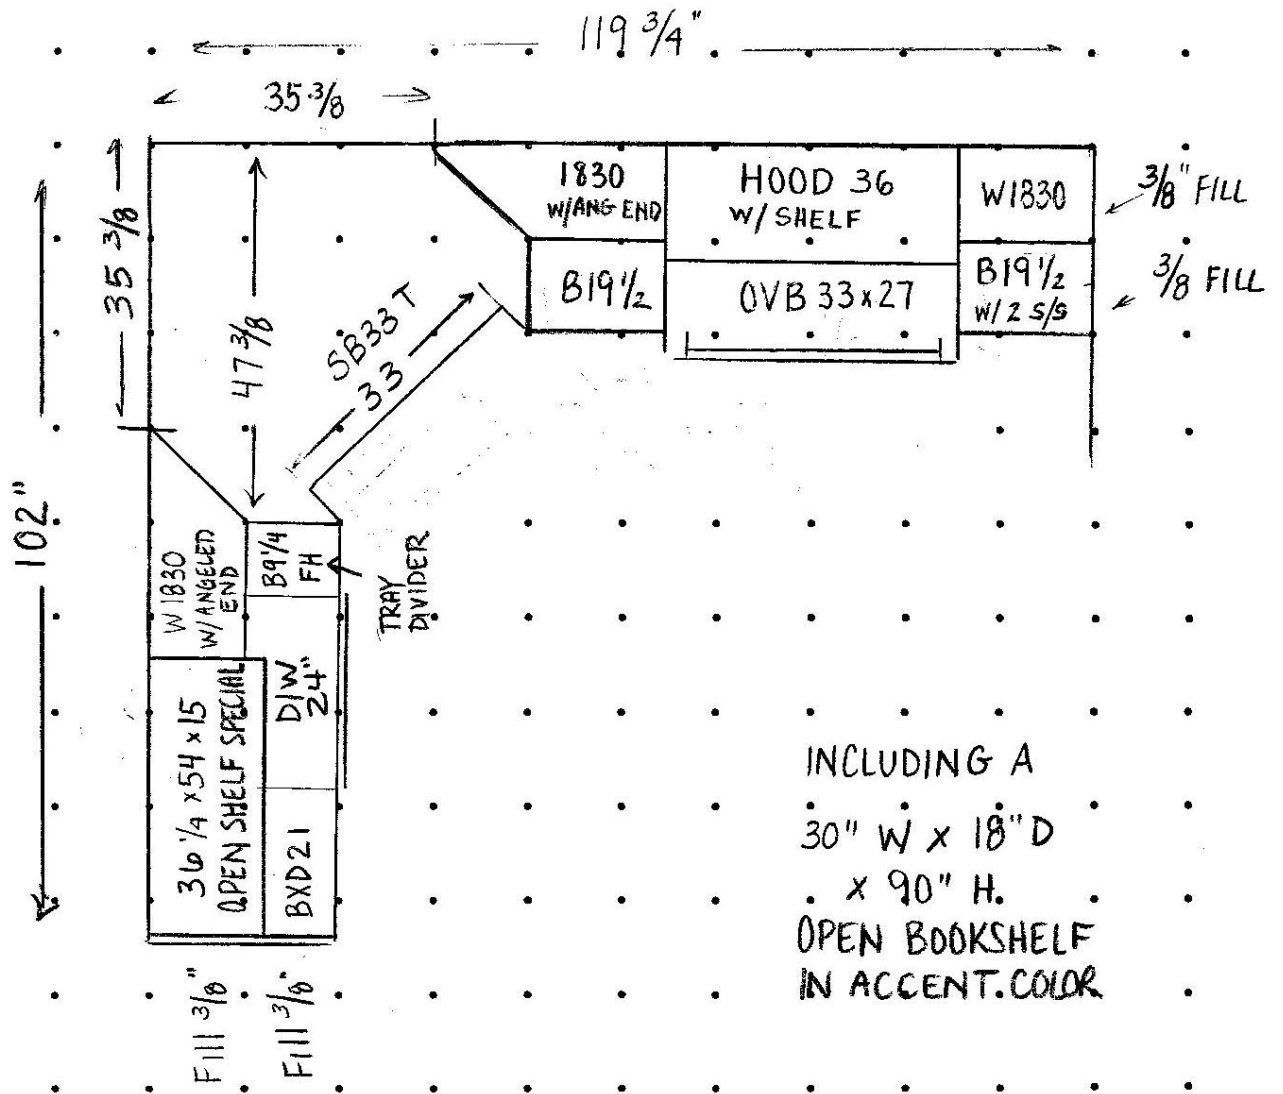 119 3/4"
35 3/8
1830
W/ANG END
HOOD 36
W/ SHELF
W1830
3/8" FILL
35 3/8
47 3/8
SB33T
33
B19 1/2
OVB 33x27
B19 1/2
W/ 2 S/S
3/8 FILL
102"
W1830
W/ANGELED
END
B9 1/4
FH
TRAY
DIVIDER
D/W
24"
36 1/4 x54 x15
OPEN SHELF SPECIAL
BXD21
INCLUDING A
30" W x 18" D
x 90" H.
OPEN BOOKSHELF
IN ACCENT COLOR
Fill 3/8"
Fill 3/8"